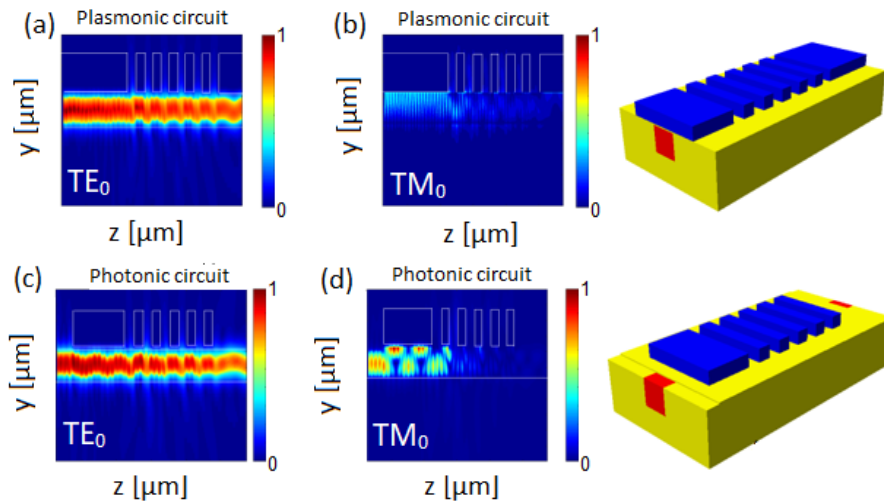 (a) Plasmonic circuit
1
y [μm]
TE₀
0
z [μm]
(b) Plasmonic circuit
1
y [μm]
TM₀
0
z [μm]
(c) Photonic circuit
1
y [μm]
TE₀
0
z [μm]
(d) Photonic circuit
1
y [μm]
TM₀
0
z [μm]